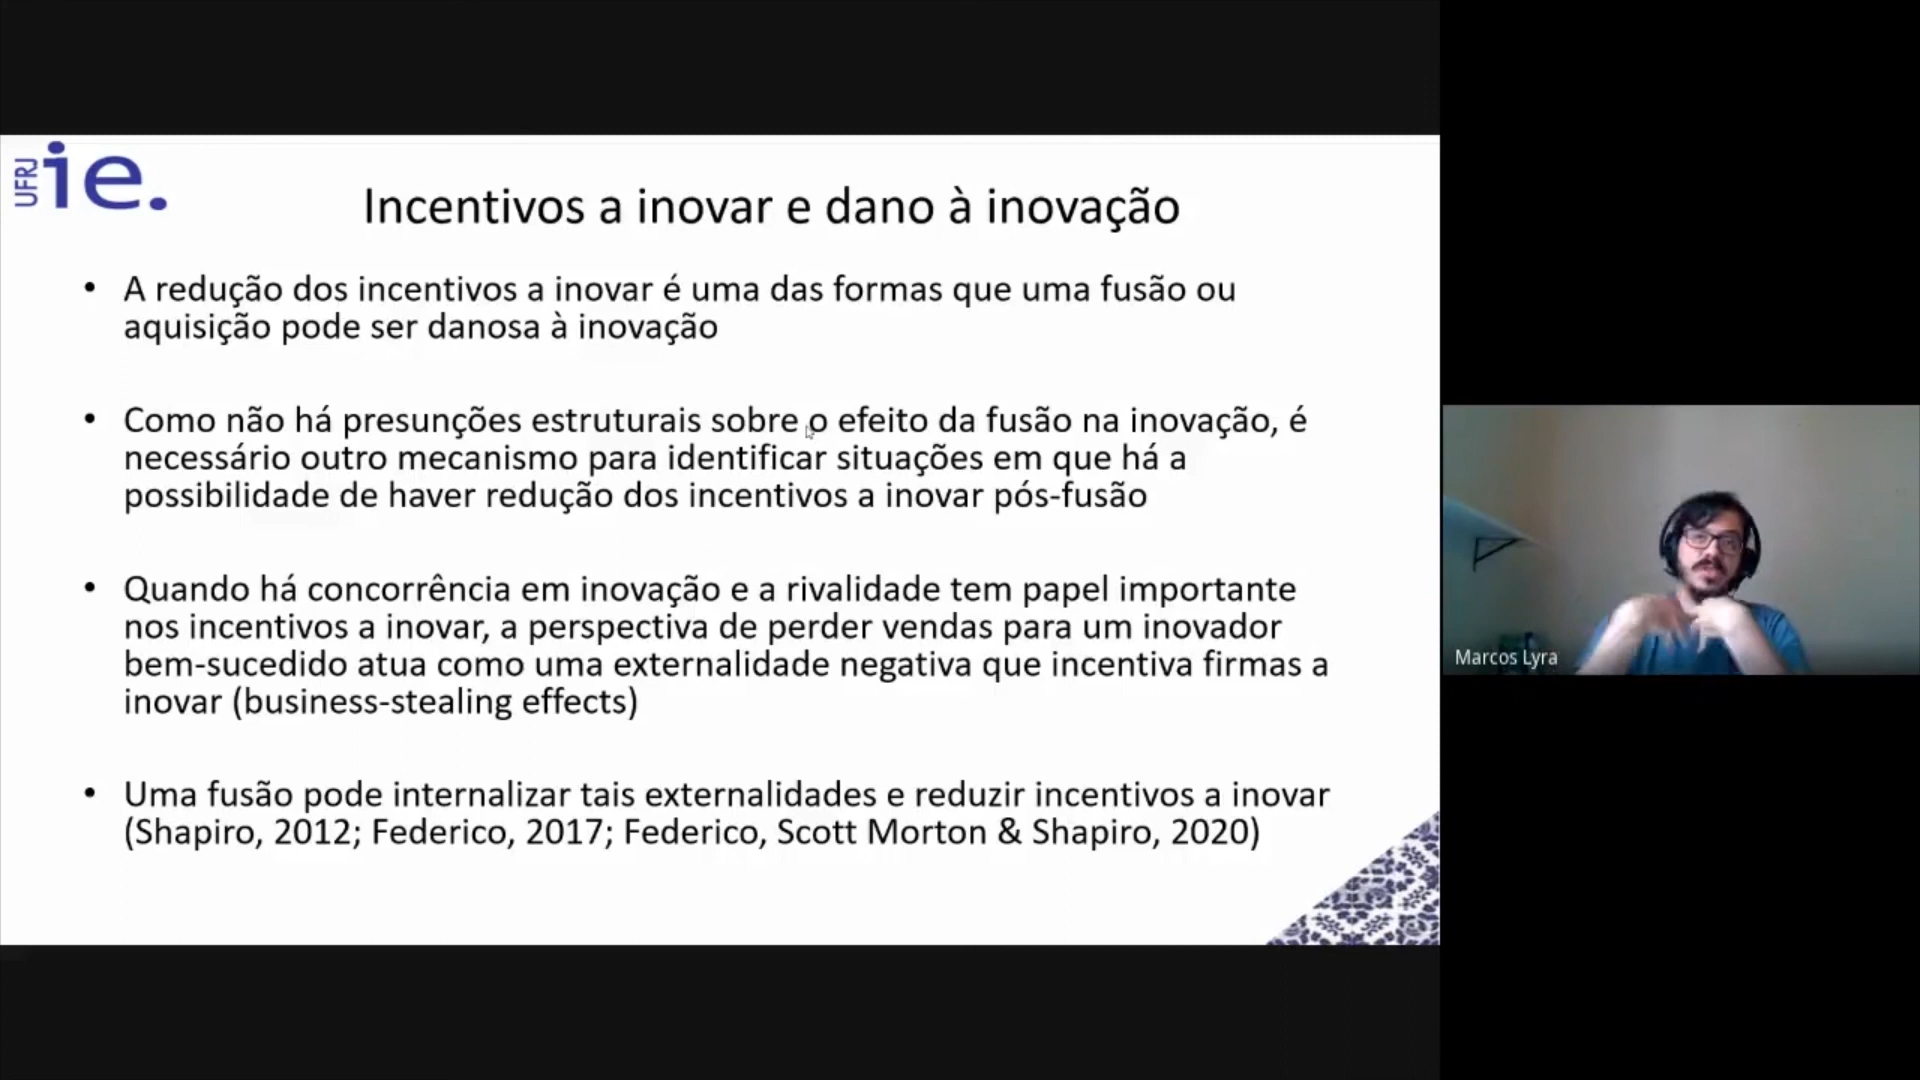 UFRJ ie.
Incentivos a inovar e dano à inovação
• A redução dos incentivos a inovar é uma das formas que uma fusão ou
aquisição pode ser danosa à inovação
• Como não há presunções estruturais sobre o efeito da fusão na inovação, é
necessário outro mecanismo para identificar situações em que há a
possibilidade de haver redução dos incentivos a inovar pós-fusão
• Quando há concorrência em inovação e a rivalidade tem papel importante
nos incentivos a inovar, a perspectiva de perder vendas para um inovador
bem-sucedido atua como uma externalidade negativa que incentiva firmas a
inovar (business-stealing effects)
• Uma fusão pode internalizar tais externalidades e reduzir incentivos a inovar
(Shapiro, 2012; Federico, 2017; Federico, Scott Morton & Shapiro, 2020)
Marcos Lyra